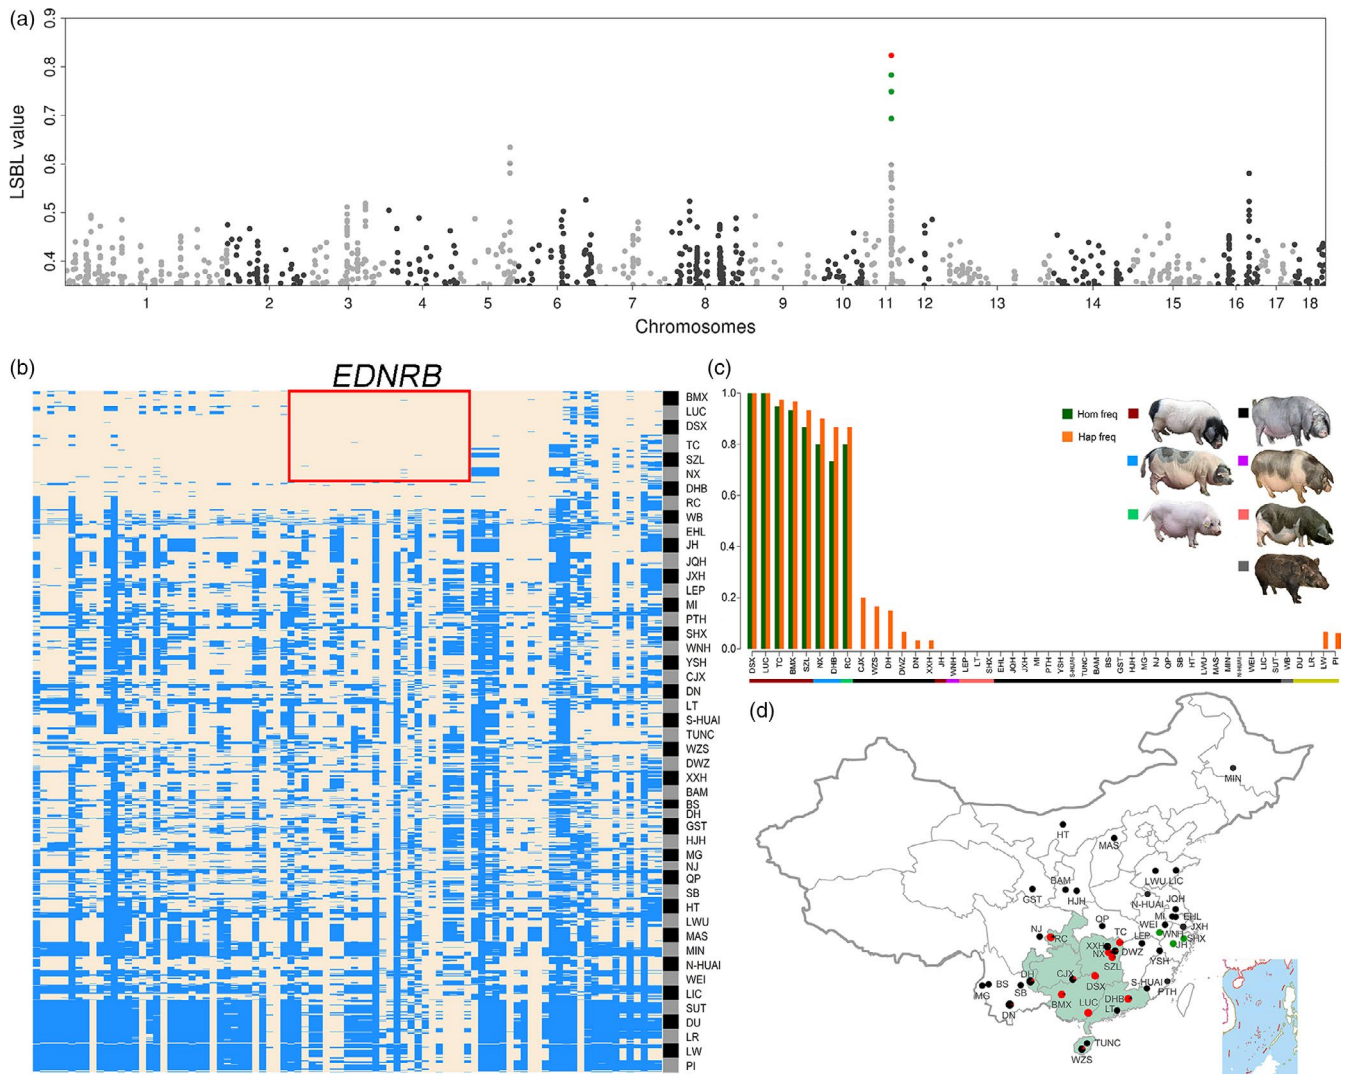 (a)
0.9
0.8
0.7
0.6
0.5
0.4
LSBL value
1 2 3 4 5 6 7 8 9 10 11 12 13 14 15 16 17 18
Chromosomes
(b)
EDNRB
BMX
LUC
DSX
TC
SZL
NX
DHB
RC
WB
EHL
JH
JQH
JXH
LEP
MI
PTH
SHX
WNH
YSH
CJX
DN
LT
S-HUAI
TUNC
WZS
DWZ
XXH
BAM
BS
DH
GST
HJH
MG
NJ
QP
SB
HT
LWU
MAS
MIN
N-HUAI
WEI
LIC
SUT
DU
LR
LW
PI
(c)
1.0
0.8
0.6
0.4
0.2
0.0
Hom freq
Hap freq
DSX LUC TC BMX SZL NX DHB RC CJX WZS DH DWZ DN XXH JH WNH LEP LT SHX EHL JQH JXH MI PTH YSH S-HUAI TUNC BAM BS GST HJH MG NJ QP SB HT LWU MAS MIN N-HUAI WEI LIC SUT WB DU LR LW PI
(d)
MIN
HT
MAS
BAM
LWU LIC
GST
HJH
N-HUAI
JQH
QP
MI
EHL
NJ
RC
TC
WEI
JXH
WNH
SHX
XXH
LEP
JH
NX
DWZ
YSH
SZL
DH
CJX
DSX
S-HUAI
PTH
MG
BS
SB
BMX
DHB
LUC
LT
DN
TUNC
WZS